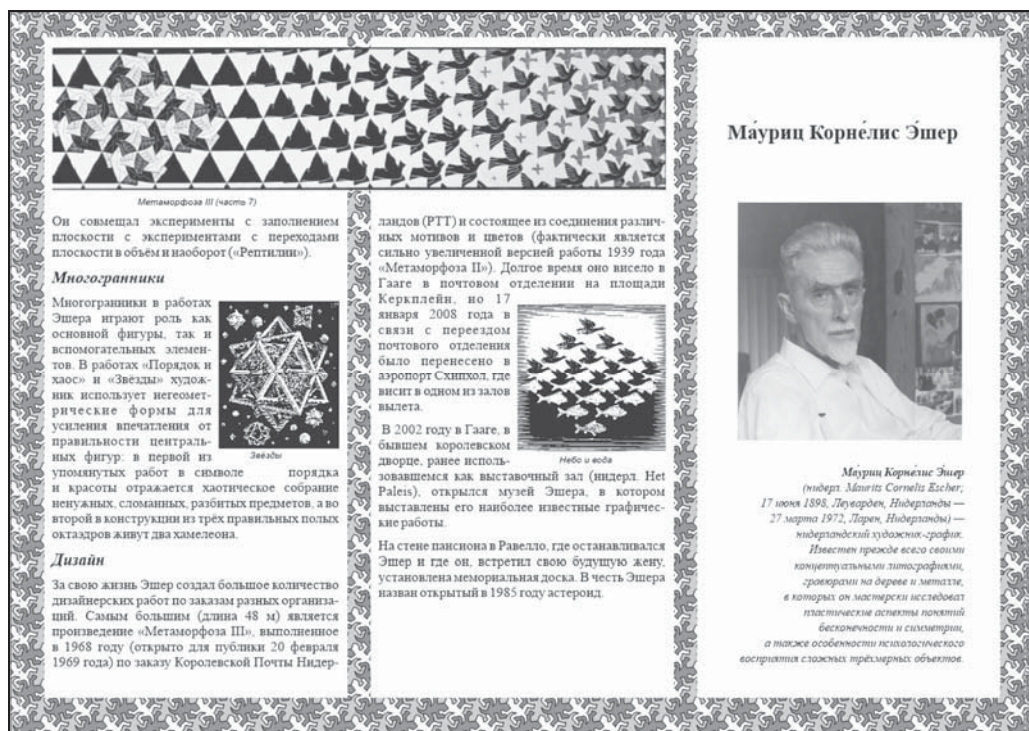 Метаморфоза III (часть 7)
Он совмещал эксперименты с заполнением
плоскости с экспериментами с переходами
плоскости в объём и наоборот («Рептилии»).
Многогранники
Многогранники в работах
Эшера играют роль как
основной фигуры, так и
вспомогательных элемен-
тов. В работах «Порядок и
хаос» и «Звёзды» худож-
ник использует негеомет-
рические формы для
усиления впечатления от
правильности централь-
ных фигур: в первой из
упомянутых работ в символе порядка
и красоты отражается хаотическое собрание
ненужных, сломанных, разбитых предметов, а во
второй в конструкции из трёх правильных полых
октаэдров живут два хамелеона.
Звёзды
Дизайн
За свою жизнь Эшер создал большое количество
дизайнерских работ по заказам разных организа-
ций. Самым большим (длина 48 м) является
произведение «Метаморфоза III», выполненное
в 1968 году (открыто для публики 20 февраля
1969 года) по заказу Королевской Почты Нидер-
ландов (PTT) и состоящее из соединения различ-
ных мотивов и цветов (фактически является
сильно увеличенной версией работы 1939 года
«Метаморфоза II»). Долгое время оно висело в
Гааге в почтовом отделении на площади
Керкплейн, но 17
января 2008 года в
связи с переездом
почтового отделения
было перенесено в
аэропорт Схипхол, где
висит в одном из залов
вылета.
Небо и вода
В 2002 году в Гааге, в
бывшем королевском
дворце, ранее исполь-
зовавшемся как выставочный зал (нидерл. Het
Paleis), открылся музей Эшера, в котором
выставлены его наиболее известные графичес-
кие работы.
На стене пансиона в Равелло, где останавливался
Эшер и где он, встретил свою будущую жену,
установлена мемориальная доска. В честь Эшера
назван открытый в 1985 году астероид.
Ма́уриц Корне́лис Э́шер
Ма́уриц Корне́лис Э́шер
(нидерл. Maurits Cornelis Escher;
17 июня 1898, Леуварден, Нидерланды —
27 марта 1972, Ларен, Нидерланды) —
нидерландский художник-график.
Известен прежде всего своими
концептуальными литографиями,
гравюрами на дереве и металле,
в которых он мастерски исследовал
пластические аспекты понятий
бесконечности и симметрии,
а также особенности психологического
восприятия сложных трёхмерных объектов.